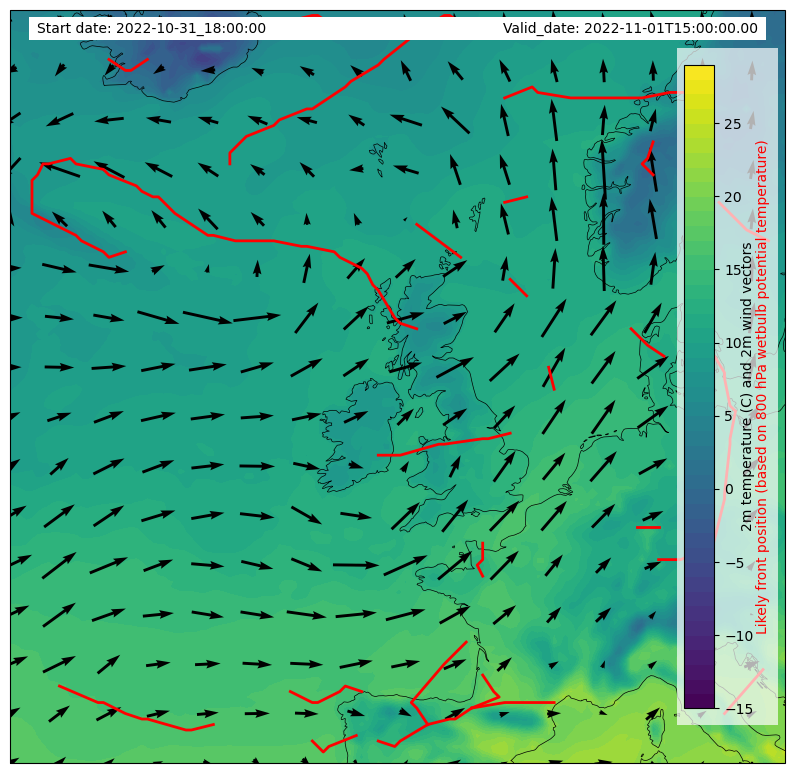 Start date: 2022-10-31_18:00:00
Valid_date: 2022-11-01T15:00:00.00
25
20
15
10
5
0
−5
−10
−15
2m temperature (C) and 2m wind vectors
Likely front position (based on 800 hPa wetbulb potential temperature)